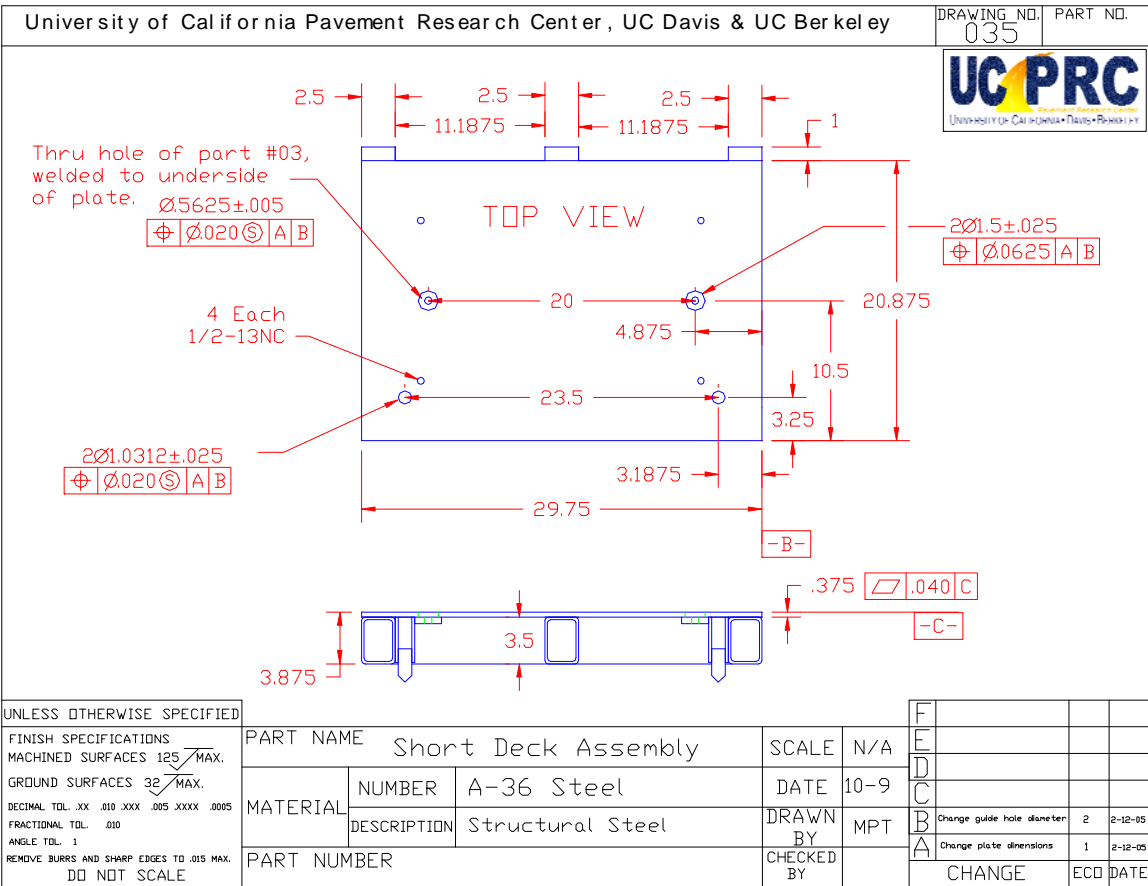 University of California Pavement Research Center, UC Davis & UC Berkeley
DRAWING NO.
035
PART NO.
UCPRC
Pavement Research Center
UNIVERSITY OF CALIFORNIA • DAVIS • BERKELEY
2.5
2.5
2.5
11.1875
11.1875
1
Thru hole of part #03,
welded to underside
of plate.
Ø.5625±.005
⌖ Ø.020Ⓢ A B
TOP VIEW
2Ø1.5±.025
⌖ Ø.0625 A B
20
20.875
4 Each
1/2-13NC
4.875
10.5
23.5
3.25
2Ø1.0312±.025
⌖ Ø.020Ⓢ A B
3.1875
29.75
-B-
.375 ⏥ .040 C
-C-
3.5
3.875
UNLESS OTHERWISE SPECIFIED
FINISH SPECIFICATIONS
MACHINED SURFACES 125 MAX.
GROUND SURFACES 32 MAX.
DECIMAL TOL. .XX .010 .XXX .005 .XXXX .0005
FRACTIONAL TOL. .010
ANGLE TOL. 1
REMOVE BURRS AND SHARP EDGES TO .015 MAX.
DO NOT SCALE
PART NAME Short Deck Assembly
MATERIAL
NUMBER A-36 Steel
DESCRIPTION Structural Steel
PART NUMBER
SCALE N/A
DATE 10-9
DRAWN BY MPT
CHECKED BY
F
E
D
C
B Change guide hole diameter 2 2-12-05
A Change plate dimensions 1 2-12-05
CHANGE ECO DATE